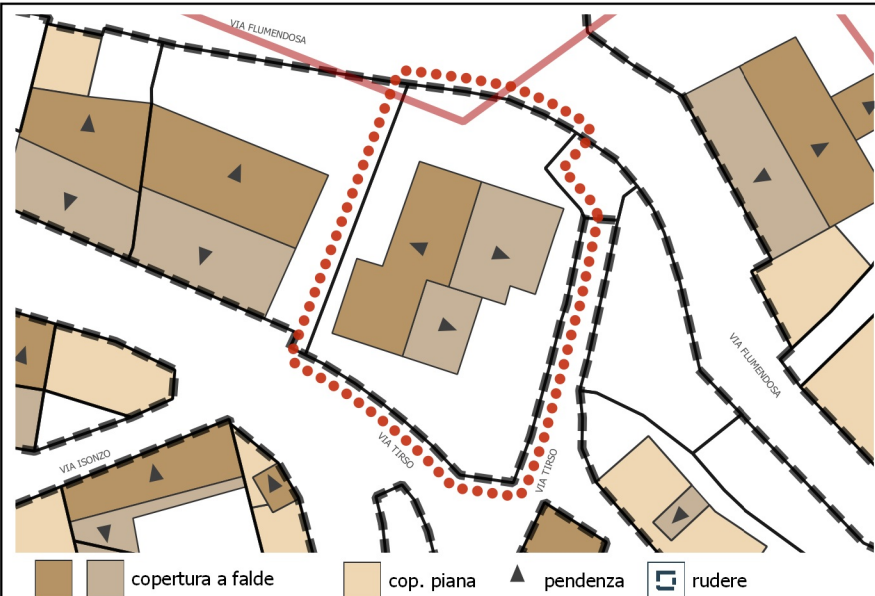 VIA FLUMENDOSA
VIA FLUMENDOSA
VIA TIRSO
VIA TIRSO
VIA ISONZO
copertura a falde
cop. piana
pendenza
rudere